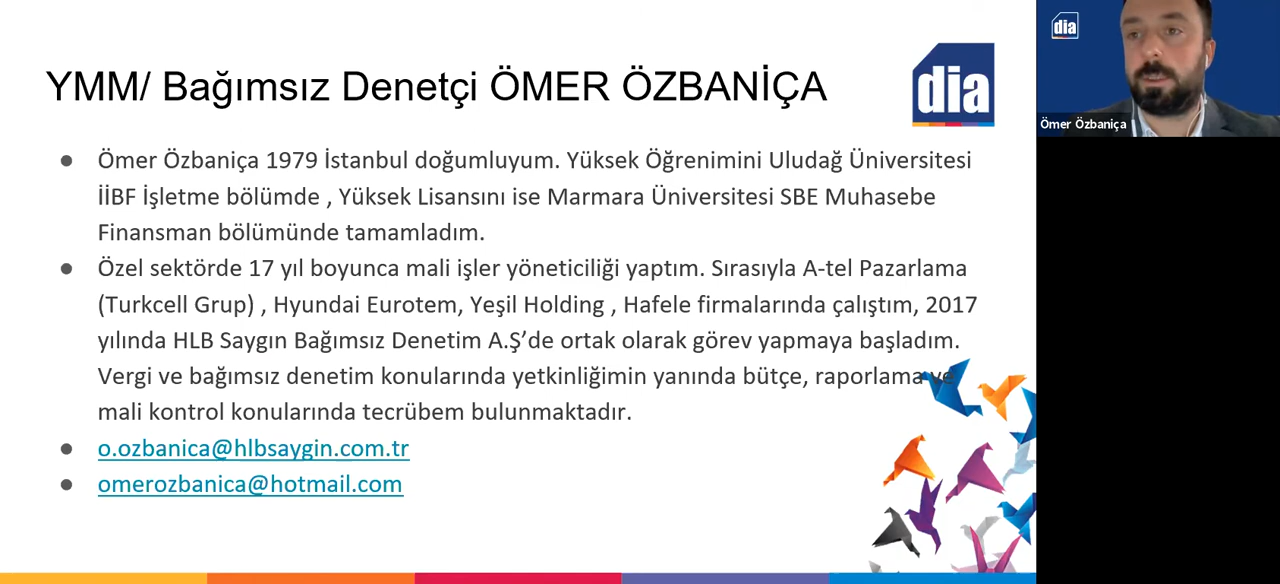 YMM/ Bağımsız Denetçi ÖMER ÖZBANİÇA
dia
dia
Ömer Özbaniça
● Ömer Özbaniça 1979 İstanbul doğumluyum. Yüksek Öğrenimini Uludağ Üniversitesi
İİBF İşletme bölümde , Yüksek Lisansını ise Marmara Üniversitesi SBE Muhasebe
Finansman bölümünde tamamladım.
● Özel sektörde 17 yıl boyunca mali işler yöneticiliği yaptım. Sırasıyla A-tel Pazarlama
(Turkcell Grup) , Hyundai Eurotem, Yeşil Holding , Hafele firmalarında çalıştım, 2017
yılında HLB Saygın Bağımsız Denetim A.Ş’de ortak olarak görev yapmaya başladım.
Vergi ve bağımsız denetim konularında yetkinliğimin yanında bütçe, raporlama ve
mali kontrol konularında tecrübem bulunmaktadır.
● o.ozbanica@hlbsaygin.com.tr
● omerozbanica@hotmail.com